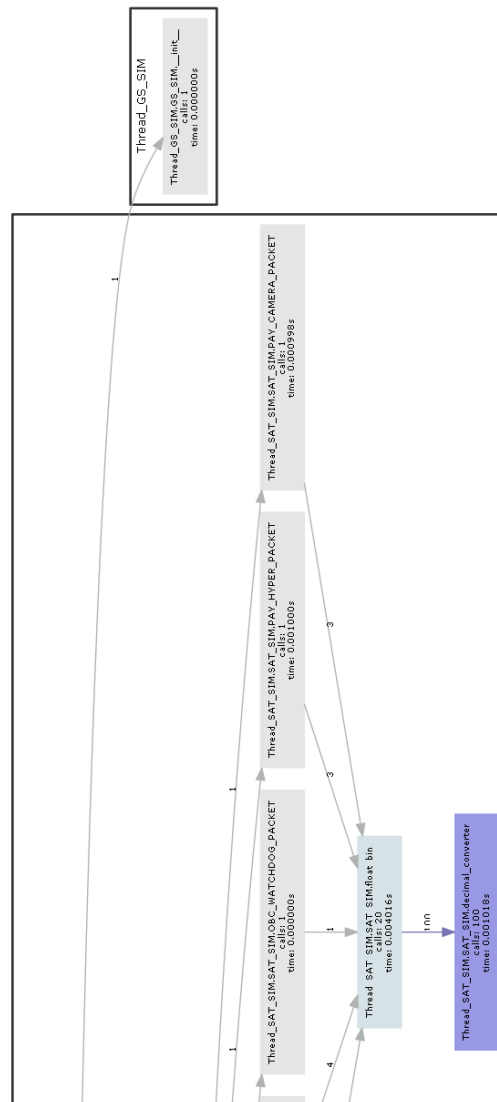 Thread_GS_SIM
Thread_GS_SIM.GS_SIM.__init__
calls: 1
time: 0.000000s
1
Thread_SAT_SIM.SAT_SIM.PAY_CAMERA_PACKET
calls: 1
time: 0.000998s
Thread_SAT_SIM.SAT_SIM.PAY_HYPER_PACKET
calls: 1
time: 0.001000s
Thread_SAT_SIM.SAT_SIM.OBC_WATCHDOG_PACKET
calls: 1
time: 0.000000s
1
1
3
3
1
4
Thread_SAT_SIM.SAT_SIM.float_bin
calls: 20
time: 0.004016s
100
Thread_SAT_SIM.SAT_SIM.decimal_converter
calls: 100
time: 0.001018s